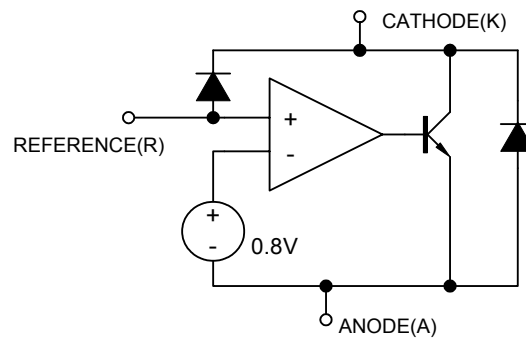 CATHODE(K)
+
REFERENCE(R)
-
+
-
0.8V
ANODE(A)